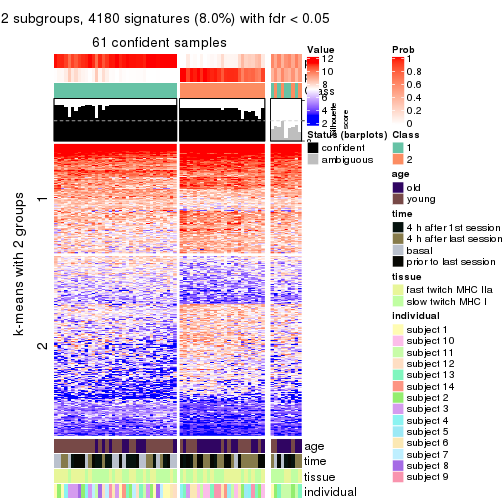 2 subgroups, 4180 signatures (8.0%) with fdr < 0.05
61 confident samples
k-means with 2 groups
1
2
age
time
tissue
individual
Value
12
10
8
6
4
2
silhouette
score
Status (barplots)
confident
ambiguous
Prob
1
0.8
0.6
0.4
0.2
0
Class
1
2
age
old
young
time
4 h after 1st session
4 h after last session
basal
prior to last session
tissue
fast twitch MHC IIa
slow twitch MHC I
individual
subject 1
subject 10
subject 11
subject 12
subject 13
subject 14
subject 2
subject 3
subject 4
subject 5
subject 6
subject 7
subject 8
subject 9